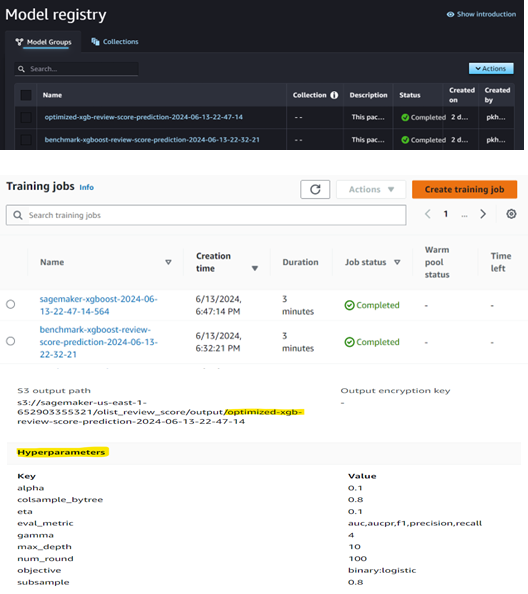 Model registry
Show introduction
Model Groups
Collections
Search...
Actions
Name Collection Description Status Created on Created by
optimized-xgb-review-score-prediction-2024-06-13-22-47-14 -- This pac... Completed 2 d... pkh...
benchmark-xgboost-review-score-prediction-2024-06-13-22-32-21 -- This pac... Completed 2 d... pkh...
Training jobs Info
Actions
Create training job
Search training jobs
1 ...
Name Creation time Duration Job status Warm pool status Time left
sagemaker-xgboost-2024-06-
13-22-47-14-564
6/13/2024,
6:47:14 PM
3
minutes
Completed
-
-
benchmark-xgboost-review-
score-prediction-2024-06-13-
22-32-21
6/13/2024,
6:32:21 PM
3
minutes
Completed
-
-
S3 output path
s3://sagemaker-us-east-1-
652903355321/olist_review_score/output/optimized-xgb-
review-score-prediction-2024-06-13-22-47-14
Output encryption key
-
Hyperparameters
Key Value
alpha 0.1
colsample_bytree 0.8
eta 0.1
eval_metric auc,aucpr,f1,precision,recall
gamma 4
max_depth 10
num_round 100
objective binary:logistic
subsample 0.8